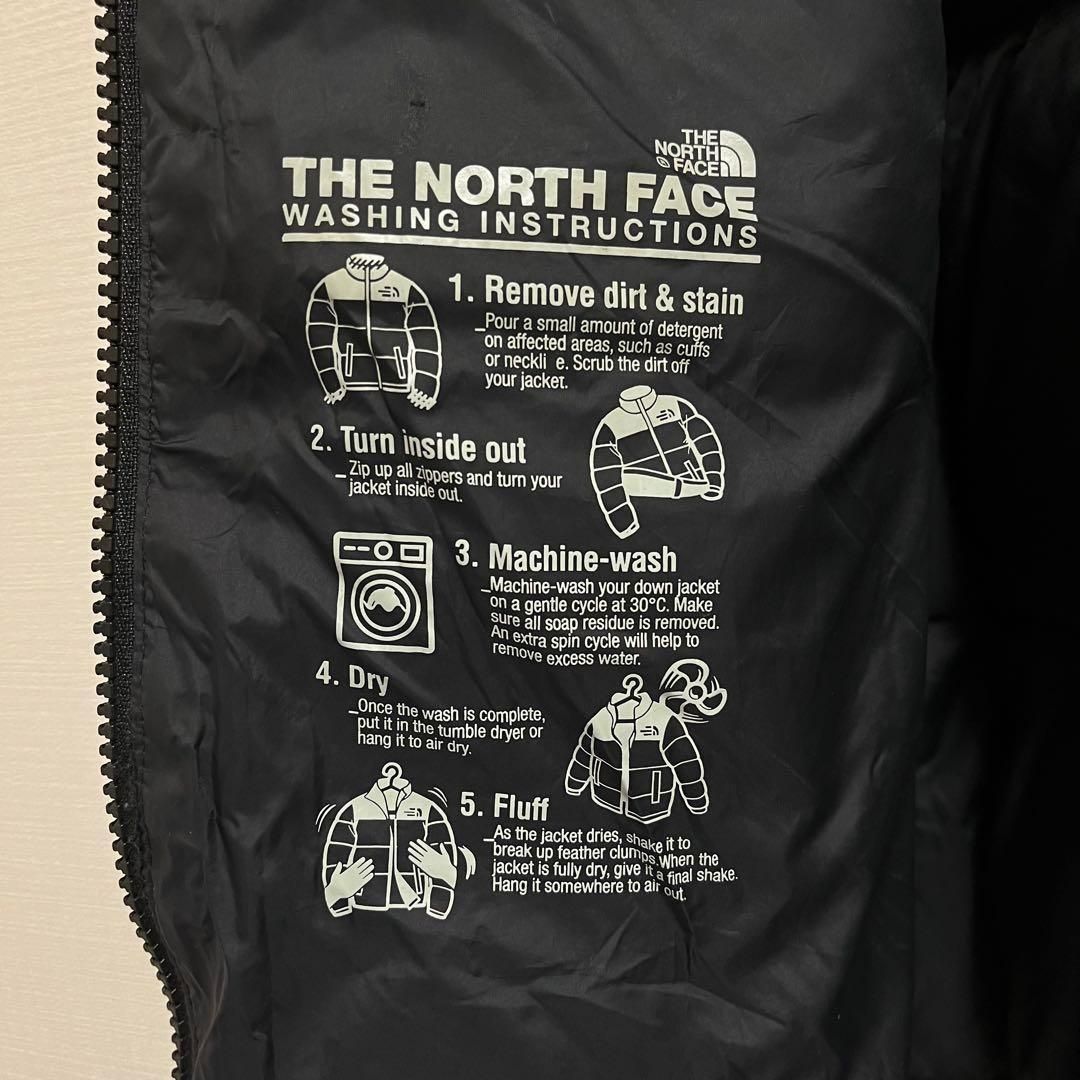 THE
NORTH
FACE
THE NORTH FACE
WASHING INSTRUCTIONS
1. Remove dirt & stain
_Pour a small amount of detergent
on affected areas, such as cuffs
or neckli e. Scrub the dirt off
your jacket.
2. Turn inside out
_Zip up all zippers and turn your
jacket inside out.
3. Machine-wash
_Machine-wash your down jacket
on a gentle cycle at 30°C. Make
sure all soap residue is removed.
An extra spin cycle will help to
remove excess water.
4. Dry
_Once the wash is complete,
put it in the tumble dryer or
hang it to air dry.
5. Fluff
_As the jacket dries, shake it to
break up feather clumps. When the
jacket is fully dry, give it a final shake.
Hang it somewhere to air out.